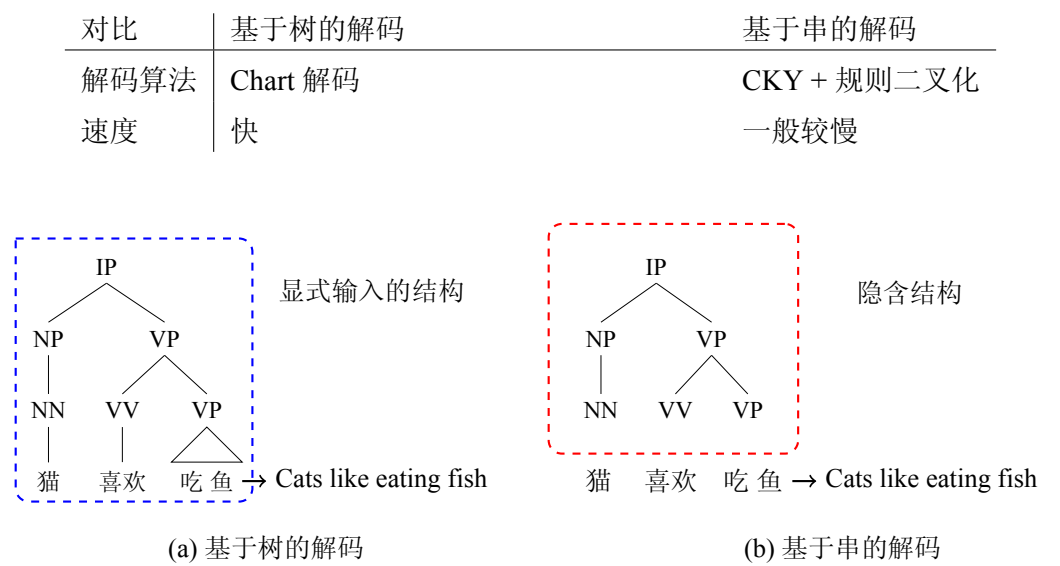 对比 基于树的解码 基于串的解码
解码算法 Chart 解码 CKY + 规则二叉化
速度 快 一般较慢
IP
显式输入的结构
NP VP
NN VV VP
猫 喜欢 吃 鱼 → Cats like eating fish
(a) 基于树的解码
IP
隐含结构
NP VP
NN VV VP
猫 喜欢 吃 鱼 → Cats like eating fish
(b) 基于串的解码